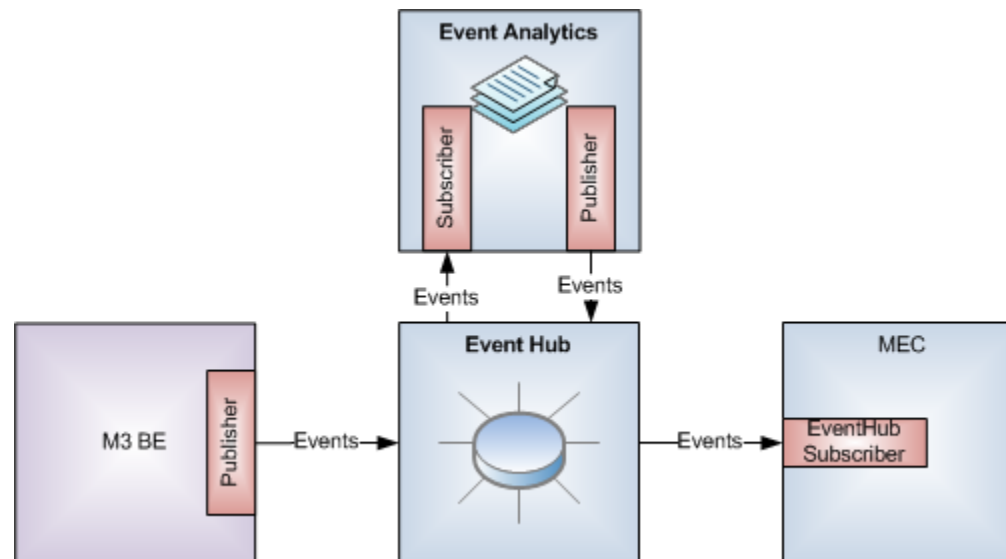 Event Analytics
Subscriber
Publisher
Events
Events
M3 BE
Publisher
Events
Event Hub
Events
MEC
EventHub
Subscriber